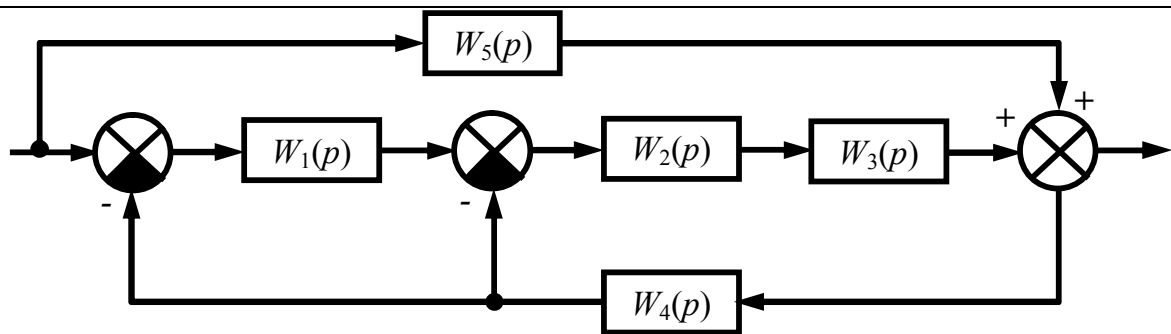 W₅(p)
+
+
W₁(p)
W₂(p)
W₃(p)
-
-
W₄(p)